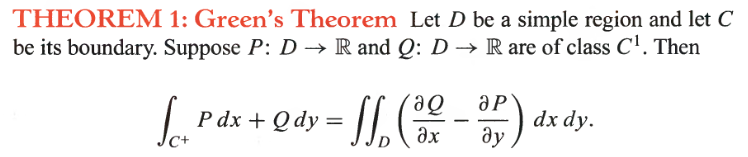 THEOREM 1: Green's Theorem Let D be a simple region and let C
be its boundary. Suppose P: D → ℝ and Q: D → ℝ are of class C¹. Then
∫_{C+} P dx + Q dy = ∬_D (∂Q/∂x − ∂P/∂y) dx dy.